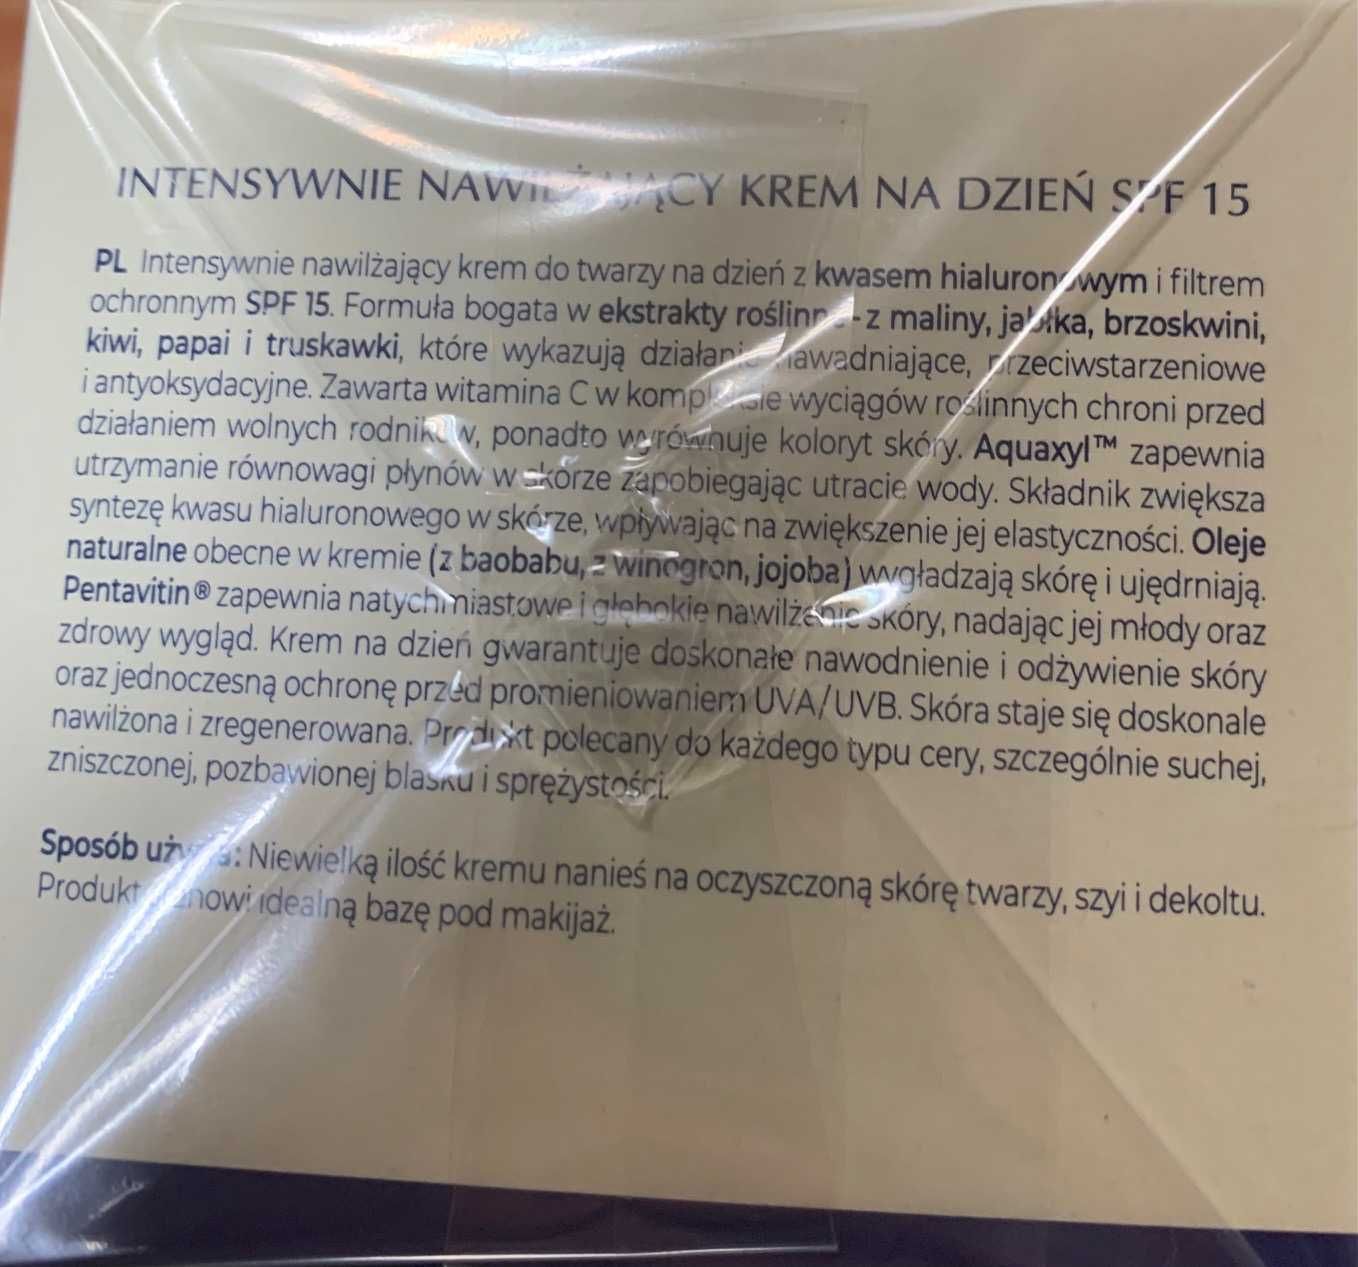 INTENSYWNIE NAWILŻAJĄCY KREM NA DZIEŃ SPF 15
PL Intensywnie nawilżający krem do twarzy na dzień z kwasem hialuronowym i filtrem
ochronnym SPF 15. Formuła bogata w ekstrakty roślinne - z maliny, jabłka, brzoskwini,
kiwi, papai i truskawki, które wykazują działanie nawadniające, przeciwstarzeniowe
i antyoksydacyjne. Zawarta witamina C w kompleksie wyciągów roślinnych chroni przed
działaniem wolnych rodników, ponadto wyrównuje koloryt skóry. Aquaxyl™ zapewnia
utrzymanie równowagi płynów w skórze zapobiegając utracie wody. Składnik zwiększa
syntezę kwasu hialuronowego w skórze, wpływając na zwiększenie jej elastyczności. Oleje
naturalne obecne w kremie (z baobabu, z winogron, jojoba) wygładzają skórę i ujędrniają.
Pentavitin® zapewnia natychmiastowe i głębokie nawilżenie skóry, nadając jej młody oraz
zdrowy wygląd. Krem na dzień gwarantuje doskonałe nawodnienie i odżywienie skóry
oraz jednoczesną ochronę przed promieniowaniem UVA/UVB. Skóra staje się doskonale
nawilżona i zregenerowana. Produkt polecany do każdego typu cery, szczególnie suchej,
zniszczonej, pozbawionej blasku i sprężystości.
Sposób użycia: Niewielką ilość kremu nanieś na oczyszczoną skórę twarzy, szyi i dekoltu.
Produkt stanowi idealną bazę pod makijaż.